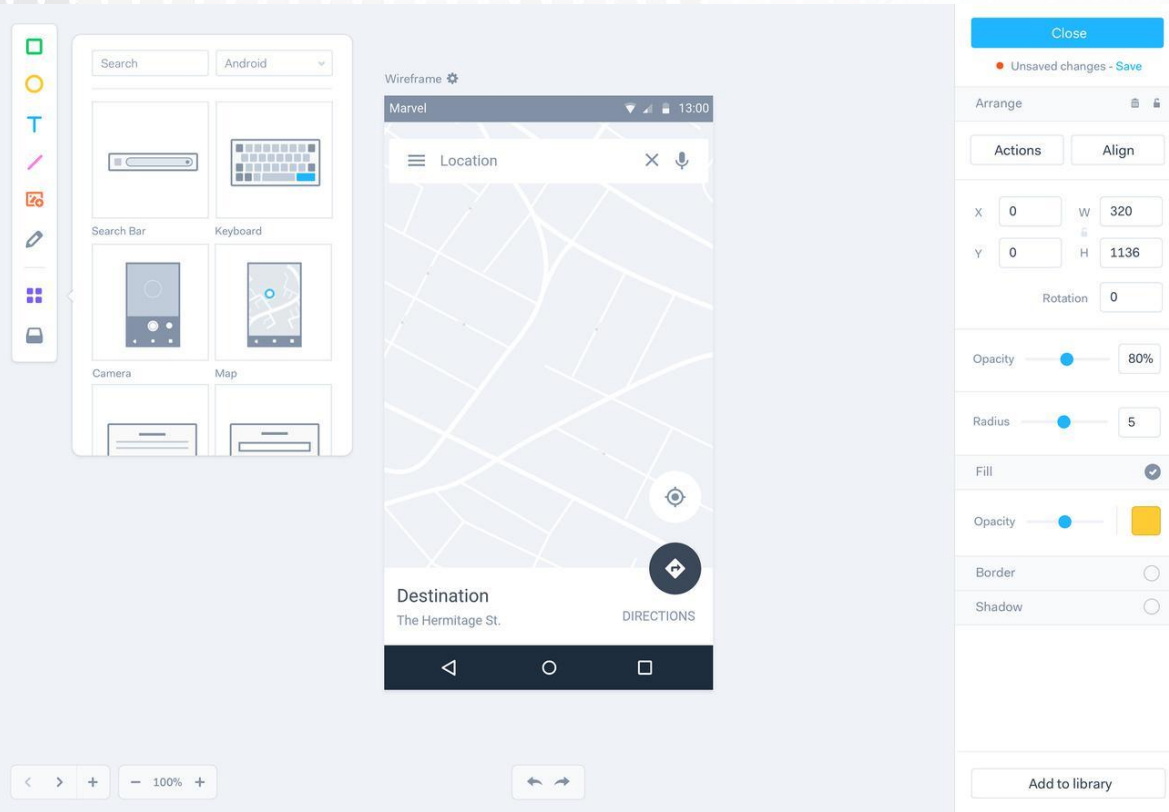 Search
Android
Search Bar
Keyboard
Camera
Map
Wireframe
Marvel
13:00
Location
Destination
The Hermitage St.
DIRECTIONS
100%
Close
Unsaved changes - Save
Arrange
Actions
Align
X 0 W 320
Y 0 H 1136
Rotation 0
Opacity 80%
Radius 5
Fill
Opacity
Border
Shadow
Add to library